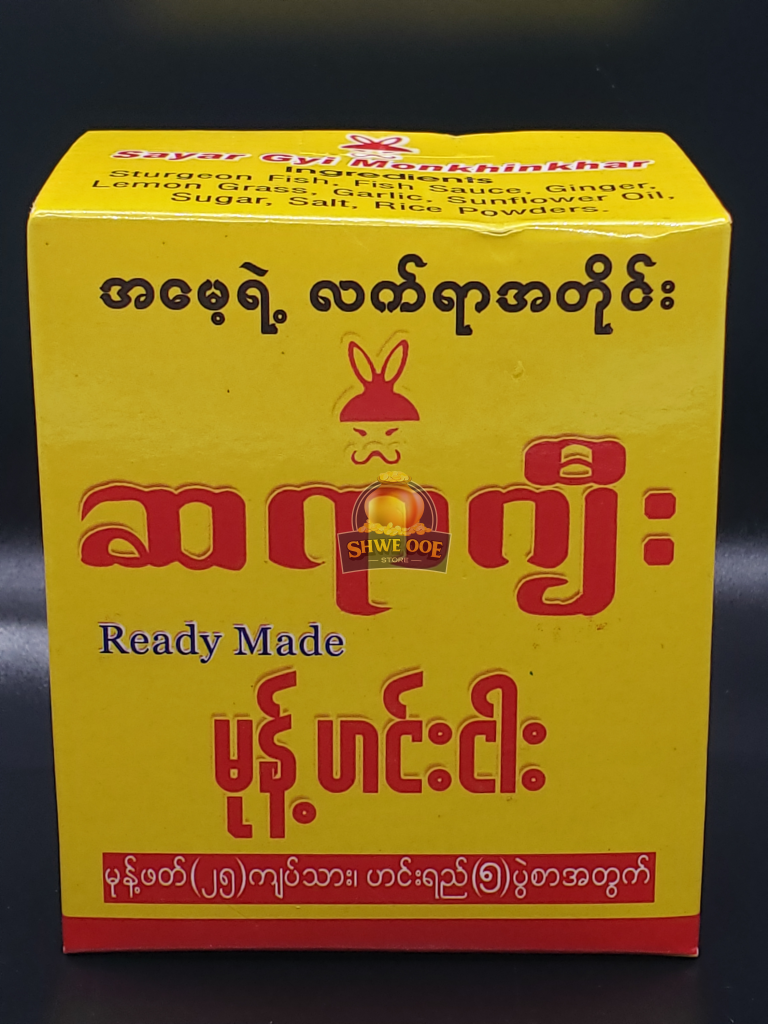 Sayar Gyi Monkhinkhar
Ingredients
Sturgeon Fish, Fish Sauce, Ginger,
Lemon Grass, Garlic, Sunflower Oil,
Sugar, Salt, Rice Powders.
အမေ့ရဲ့ လက်ရာအတိုင်း
ဆရာကြီး
SHWE OOE
STORE
Ready Made
မုန့်ဟင်းငါး
မုန့်ဖတ်(၂၅)ကျပ်သား၊ ဟင်းရည်(၅)ပွဲစာအတွက်